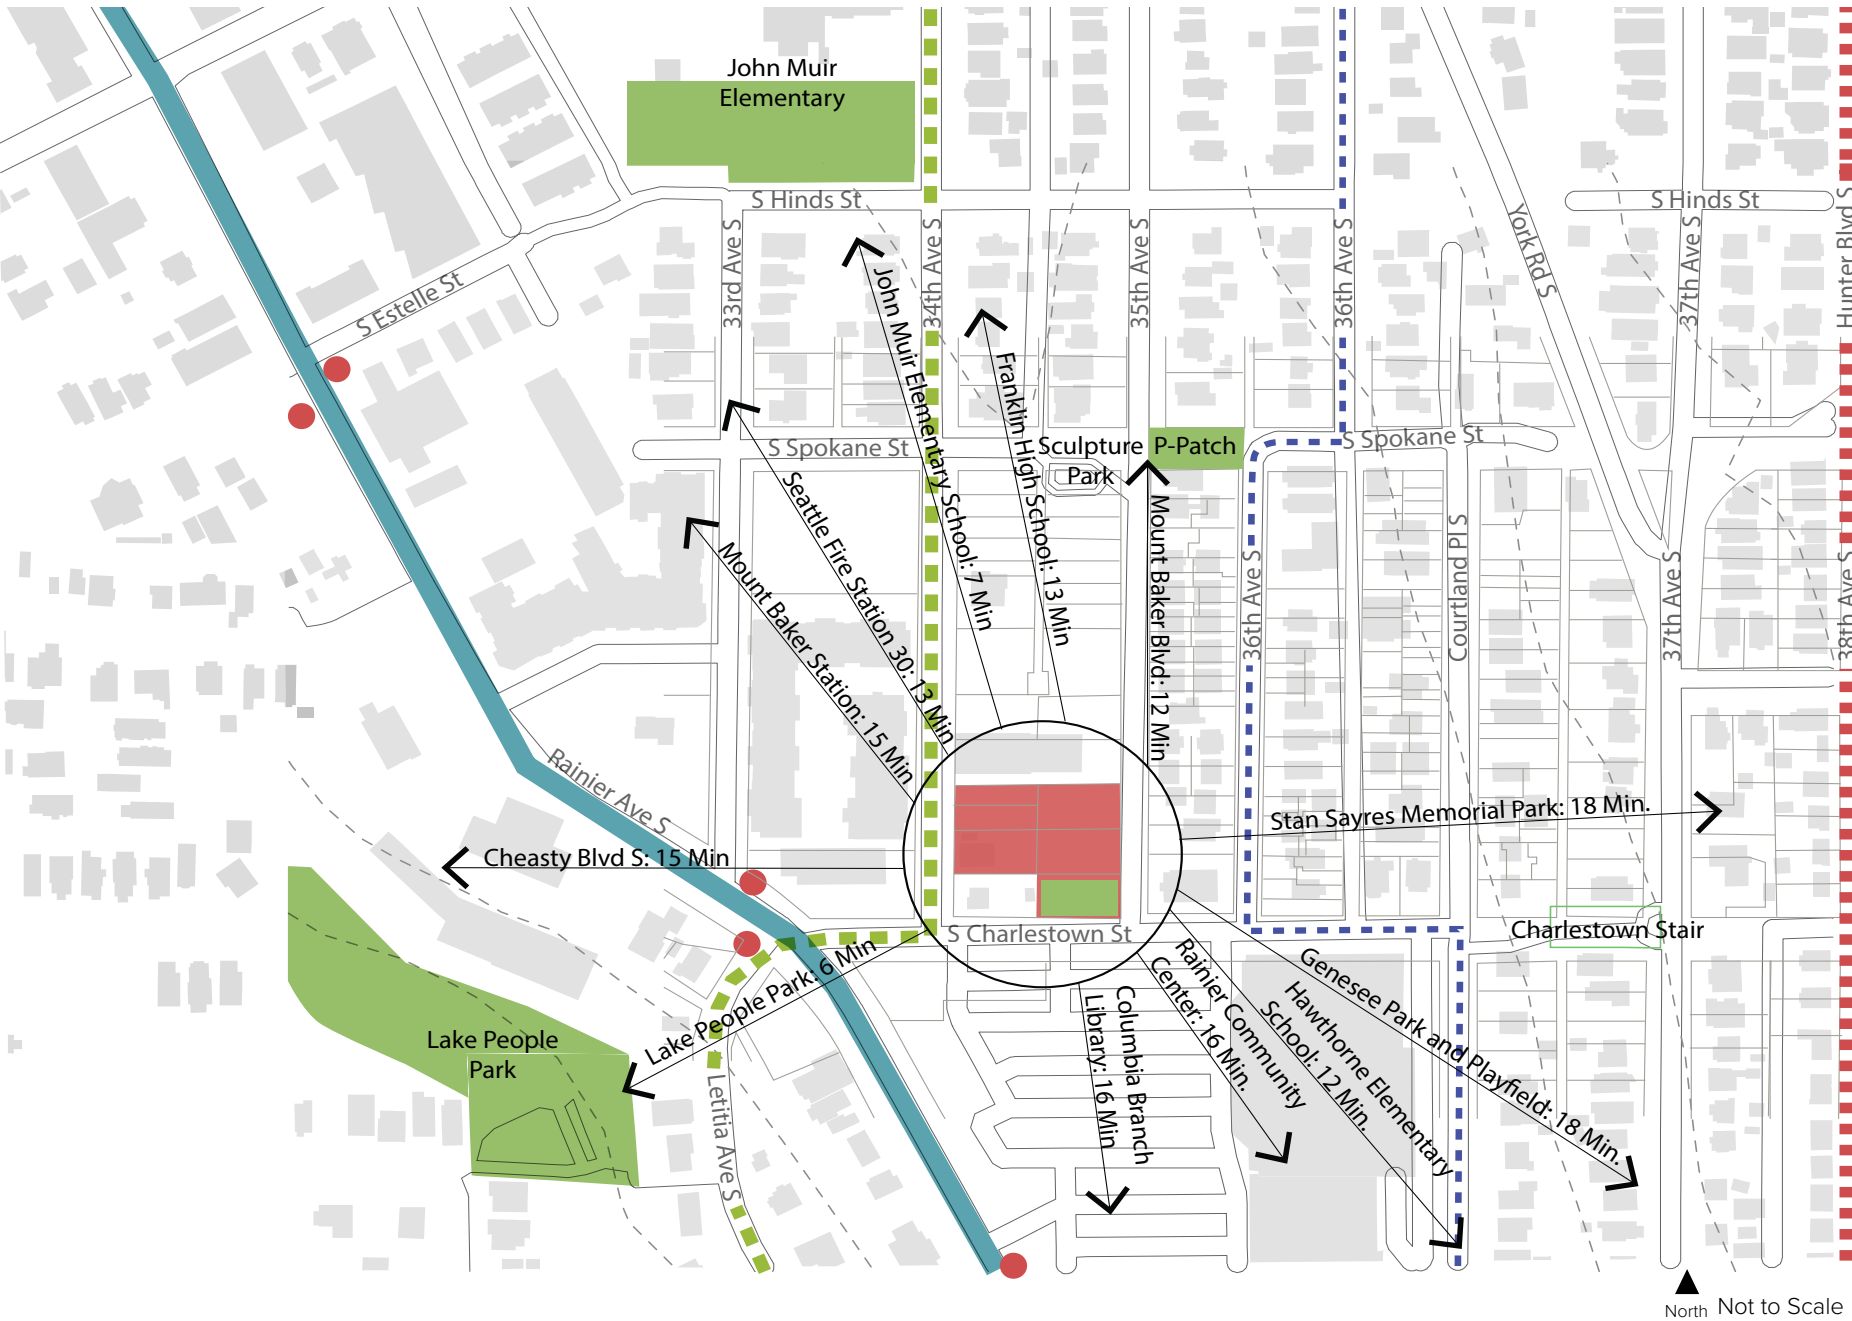 John Muir
Elementary
S Hinds St
S Hinds St
33rd Ave S
34th Ave S
35th Ave S
36th Ave S
York Rd S
37th Ave S
Hunter Blvd S
S Estelle St
John Muir Elementary School: 7 Min
Franklin High School: 13 Min
S Spokane St
Sculpture
Park
P-Patch
S Spokane St
Seattle Fire Station 30: 13 Min
Mount Baker Station: 15 Min
Mount Baker Blvd: 12 Min
36th Ave S
Courtland Pl S
37th Ave S
38th Ave S
Rainier Ave S
Stan Sayres Memorial Park: 18 Min.
Cheasty Blvd S: 15 Min
S Charlestown St
Charlestown Stair
Lake People Park: 6 Min
Lake People
Park
Letitia Ave S
Columbia Branch
Library: 16 Min
Rainier Community
Center: 16 Min.
Hawthorne Elementary
School: 12 Min.
Genesee Park and Playfield: 18 Min.
North Not to Scale